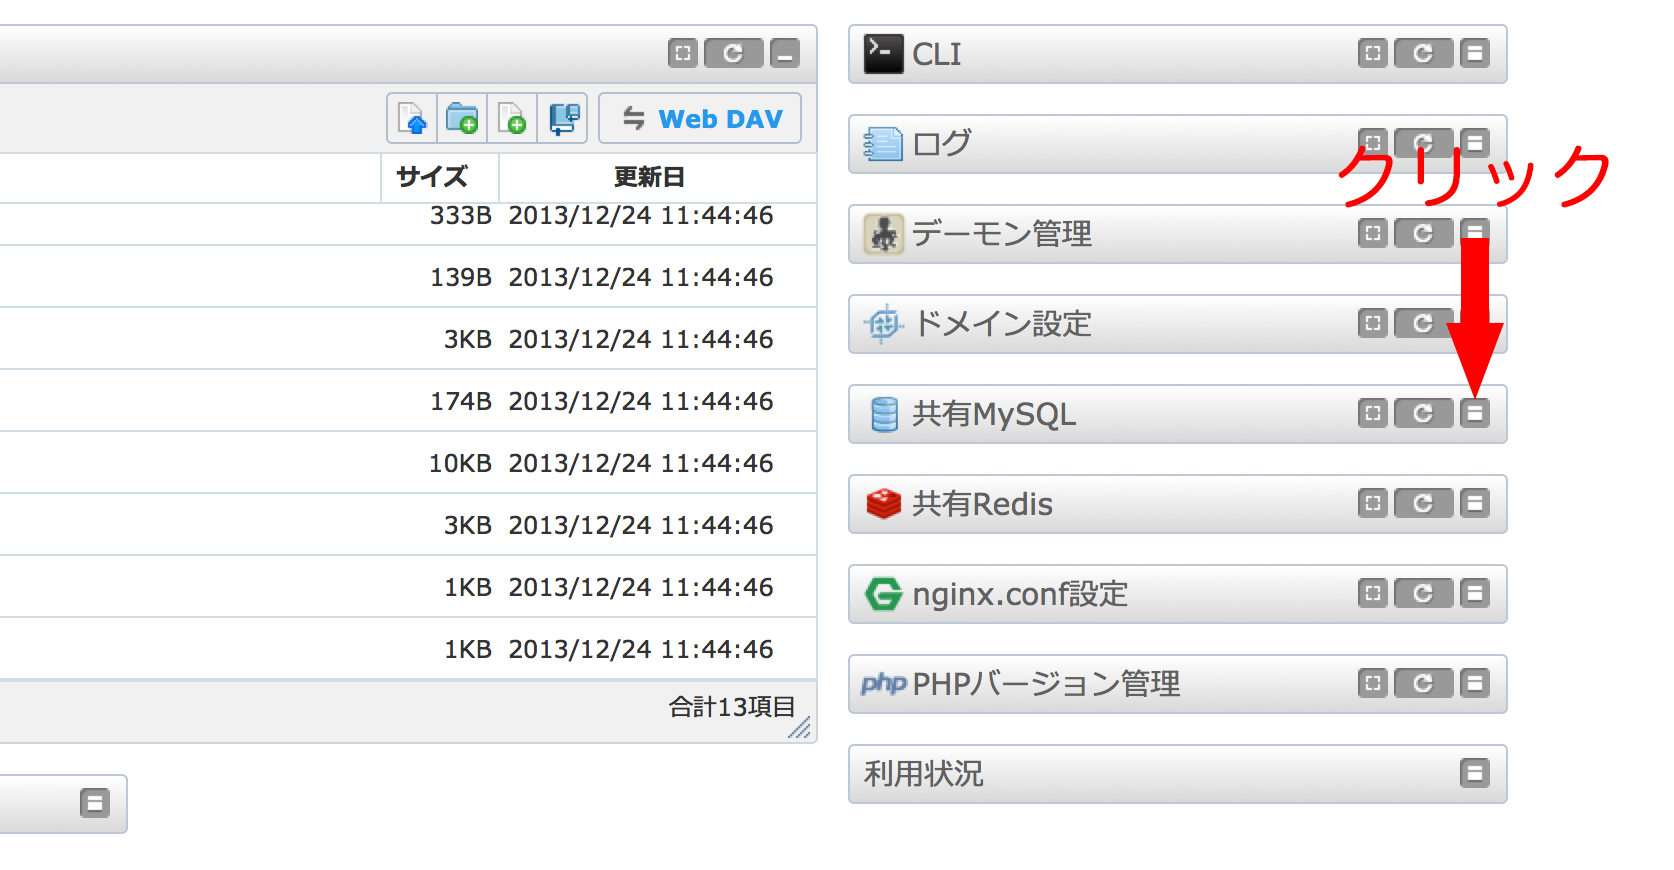 Web DAV
サイズ 更新日
333B 2013/12/24 11:44:46
139B 2013/12/24 11:44:46
3KB 2013/12/24 11:44:46
174B 2013/12/24 11:44:46
10KB 2013/12/24 11:44:46
3KB 2013/12/24 11:44:46
1KB 2013/12/24 11:44:46
1KB 2013/12/24 11:44:46
合計13項目
CLI
ログ
クリック
デーモン管理
ドメイン設定
共有MySQL
共有Redis
nginx.conf設定
php PHPバージョン管理
利用状況